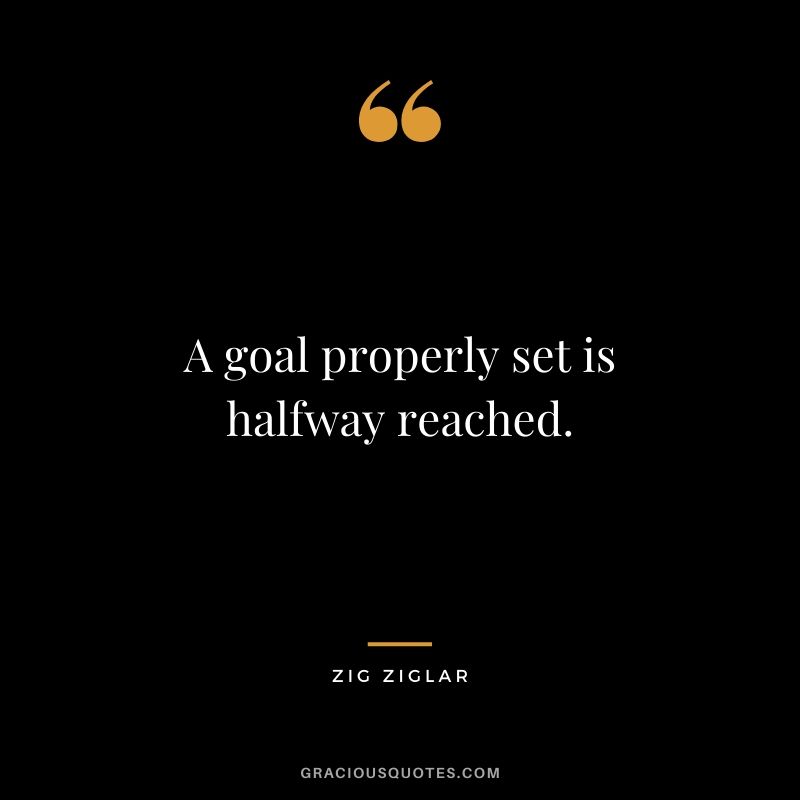 “
A goal properly set is
halfway reached.
ZIG ZIGLAR
GRACIOUSQUOTES.COM